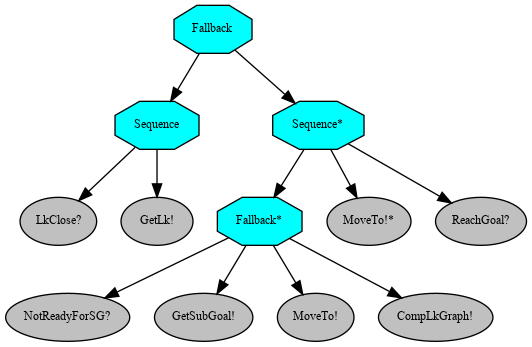 Fallback
Sequence
Sequence*
LkClose?
GetLk!
Fallback*
MoveTo!*
ReachGoal?
NotReadyForSG?
GetSubGoal!
MoveTo!
CompLkGraph!